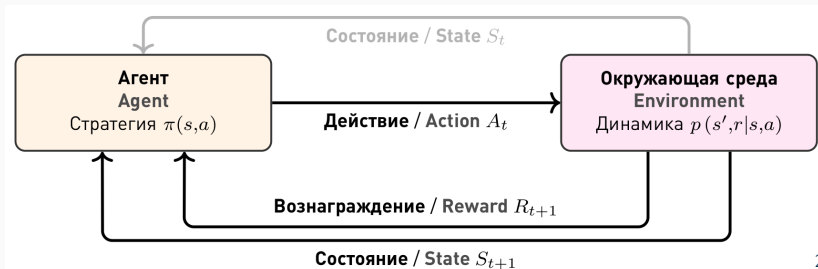 Состояние / State S_t
Агент
Agent
Стратегия π(s,a)
Окружающая среда
Environment
Динамика p(s′,r|s,a)
Действие / Action A_t
Вознаграждение / Reward R_{t+1}
Состояние / State S_{t+1}